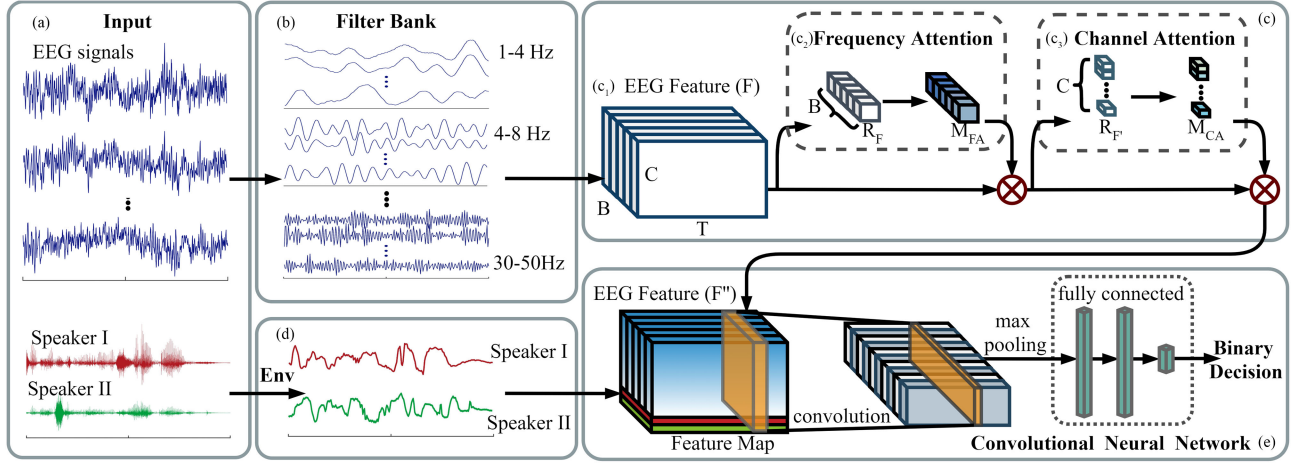 (a) Input
EEG signals
Speaker I
Speaker II
(b) Filter Bank
1-4 Hz
4-8 Hz
30-50Hz
Env
(d)
Speaker I
Speaker II
(c)
(c1) EEG Feature (F)
C
B
T
(c2) Frequency Attention
B
RF
MFA
(c3) Channel Attention
C
RF'
MCA
EEG Feature (F")
Feature Map
convolution
max
pooling
fully connected
Binary
Decision
Convolutional Neural Network (e)